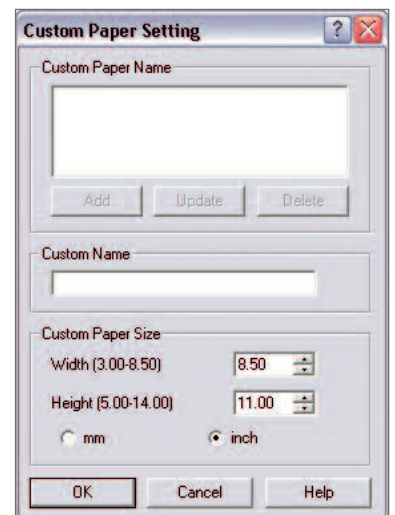 Custom Paper Setting ?
Custom Paper Name
Add Update Delete
Custom Name
Custom Paper Size
Width (3.00-8.50) 8.50
Height (5.00-14.00) 11.00
mm inch
OK Cancel Help